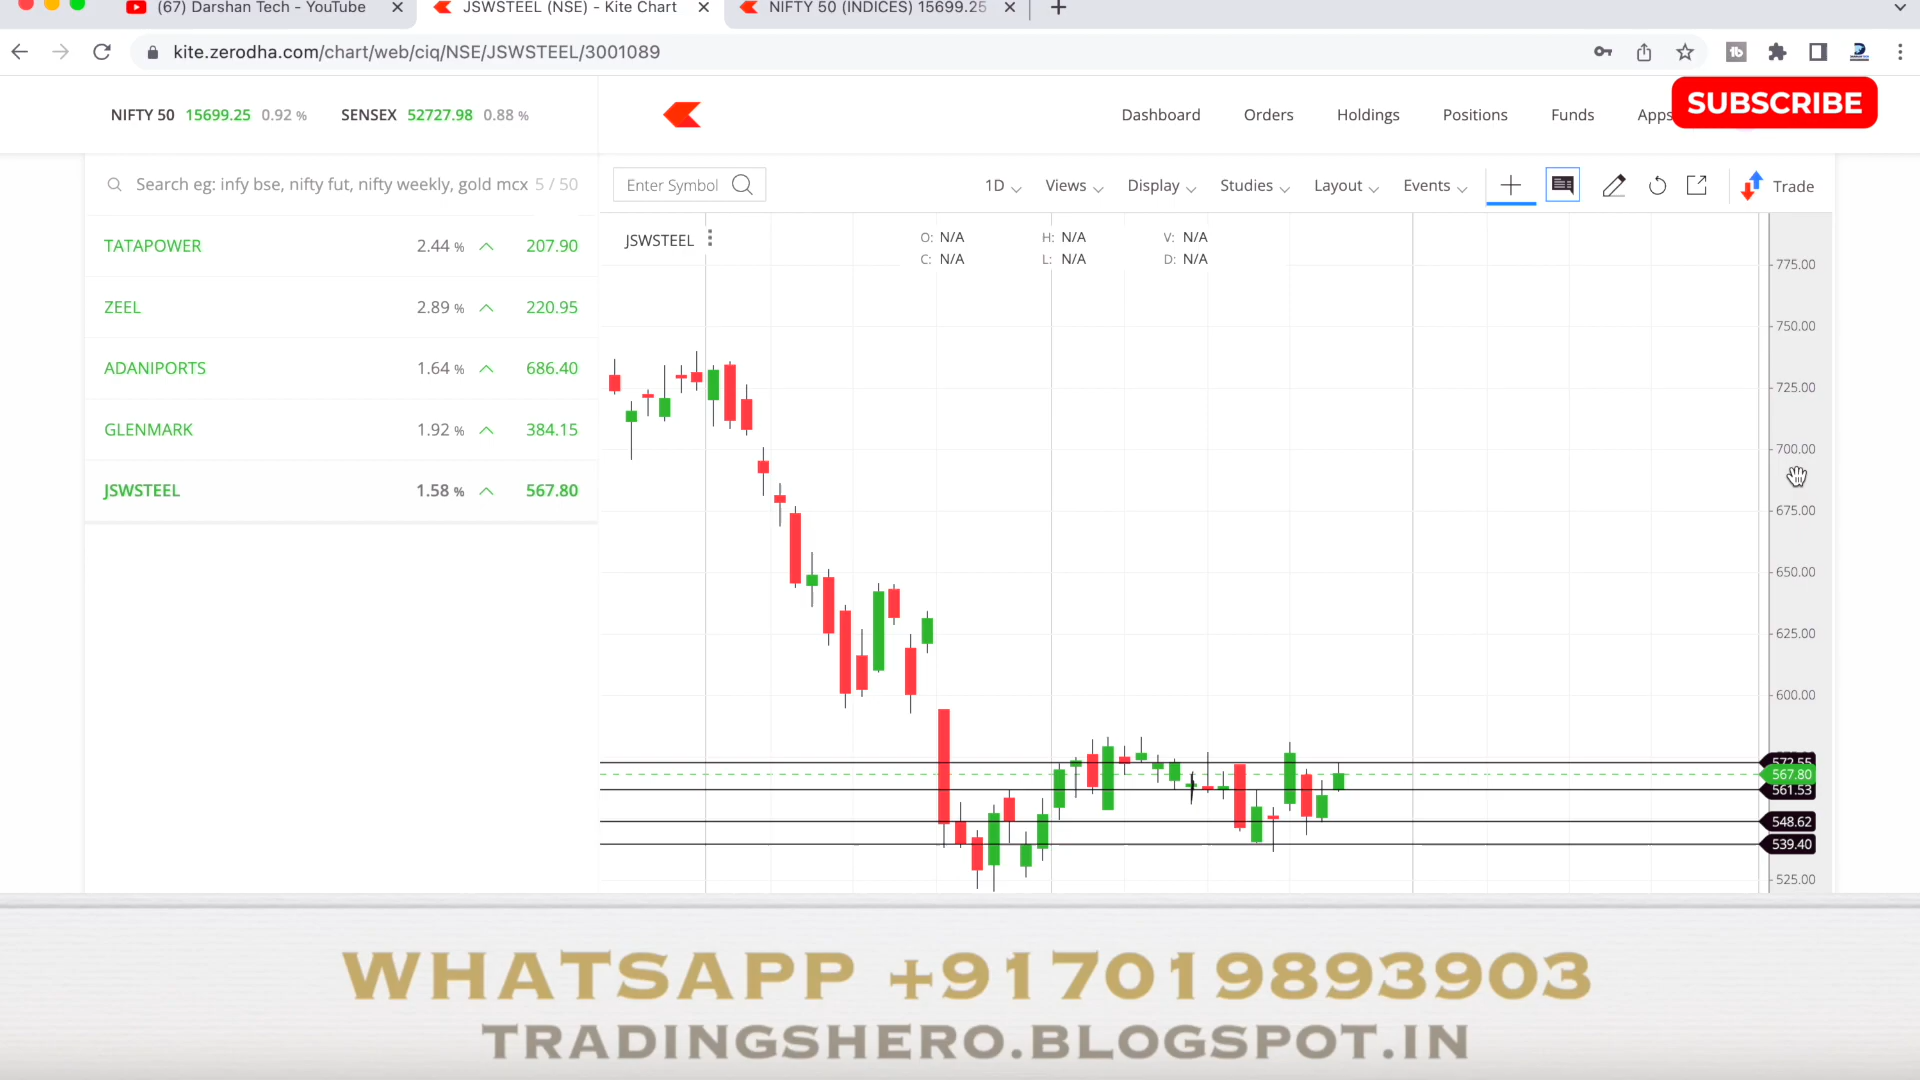 (67) Darshan Tech - YouTube
JSWSTEEL (NSE) - Kite Chart
NIFTY 50 (INDICES) 15699.25
kite.zerodha.com/chart/web/ciq/NSE/JSWSTEEL/3001089
NIFTY 50 15699.25 0.92 % SENSEX 52727.98 0.88 %
Dashboard Orders Holdings Positions Funds Apps
SUBSCRIBE
Search eg: infy bse, nifty fut, nifty weekly, gold mcx 5 / 50
Enter Symbol 1D Views Display Studies Layout Events Trade
TATAPOWER 2.44 % 207.90
ZEEL 2.89 % 220.95
ADANIPORTS 1.64 % 686.40
GLENMARK 1.92 % 384.15
JSWSTEEL 1.58 % 567.80
JSWSTEEL
O: N/A H: N/A V: N/A
C: N/A L: N/A D: N/A
775.00
750.00
725.00
700.00
675.00
650.00
625.00
600.00
572.55
567.80
561.53
548.62
539.40
525.00
WHATSAPP +917019893903
TRADINGSHERO.BLOGSPOT.IN